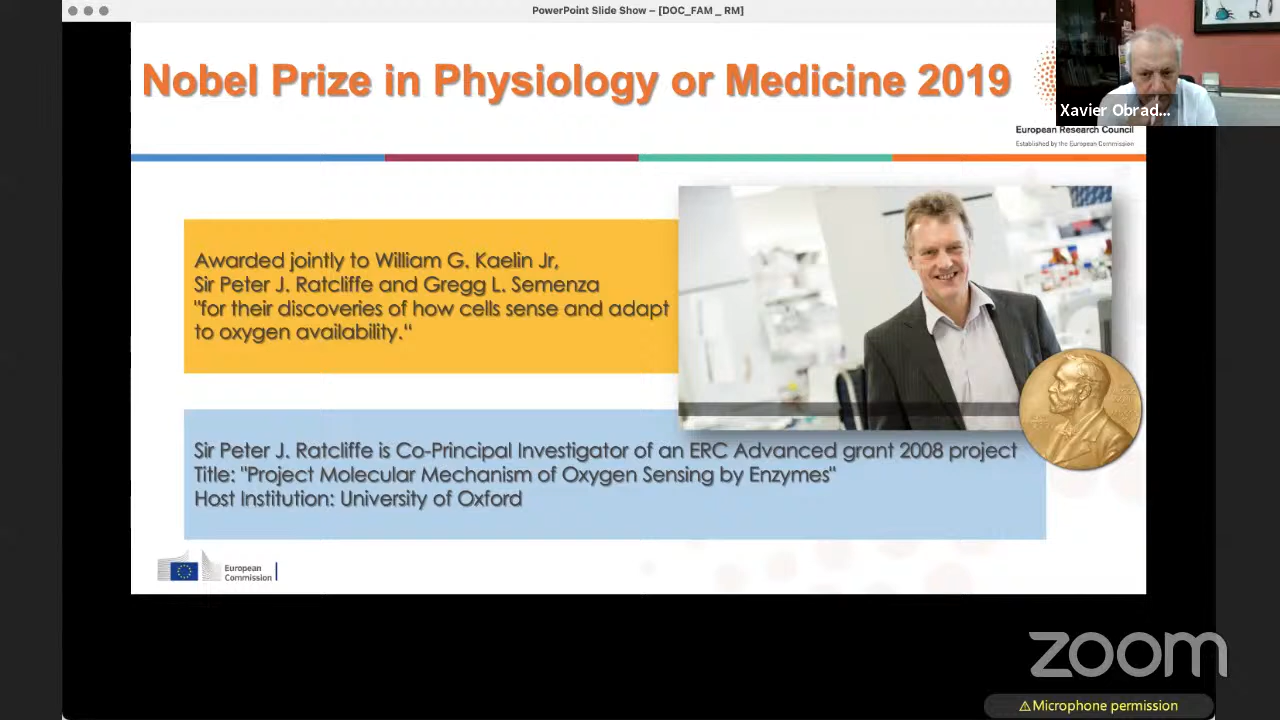 PowerPoint Slide Show – [DOC_FAM _ RM]
Nobel Prize in Physiology or Medicine 2019
Xavier Obrad...
European Research Council
Established by the European Commission
Awarded jointly to William G. Kaelin Jr,
Sir Peter J. Ratcliffe and Gregg L. Semenza
"for their discoveries of how cells sense and adapt
to oxygen availability."
Sir Peter J. Ratcliffe is Co-Principal Investigator of an ERC Advanced grant 2008 project
Title: "Project Molecular Mechanism of Oxygen Sensing by Enzymes"
Host Institution: University of Oxford
European
Commission
zoom
⚠Microphone permission